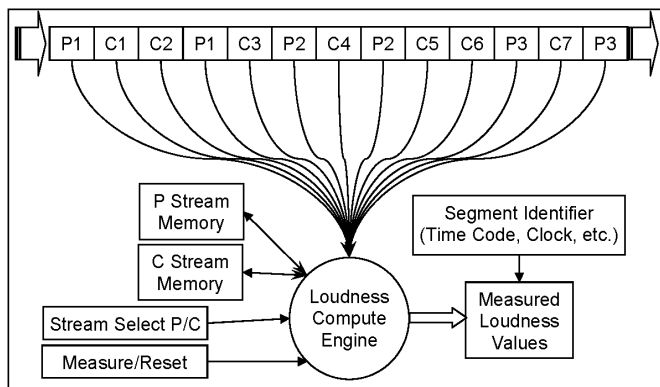 P1 C1 C2 P1 C3 P2 C4 P2 C5 C6 P3 C7 P3
P Stream
Memory
C Stream
Memory
Stream Select P/C
Measure/Reset
Loudness
Compute
Engine
Segment Identifier
(Time Code, Clock, etc.)
Measured
Loudness
Values